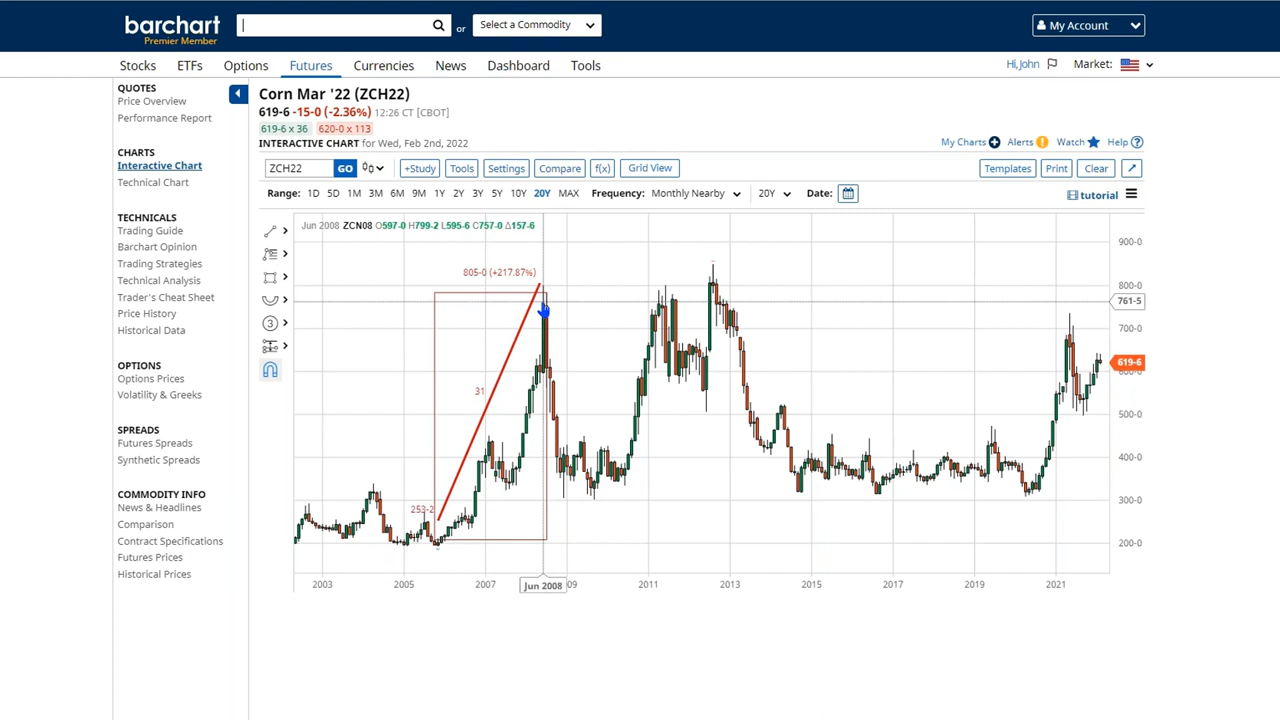 barchart
Premier Member
or
Select a Commodity
My Account
Stocks ETFs Options Futures Currencies News Dashboard Tools
Hi, John
Market:
QUOTES
Price Overview
Performance Report
CHARTS
Interactive Chart
Technical Chart
TECHNICALS
Trading Guide
Barchart Opinion
Trading Strategies
Technical Analysis
Trader's Cheat Sheet
Price History
Historical Data
OPTIONS
Options Prices
Volatility & Greeks
SPREADS
Futures Spreads
Synthetic Spreads
COMMODITY INFO
News & Headlines
Comparison
Contract Specifications
Futures Prices
Historical Prices
Corn Mar '22 (ZCH22)
619-6 -15-0 (-2.36%) 12:26 CT [CBOT]
619-6 x 36 620-0 x 113
INTERACTIVE CHART for Wed, Feb 2nd, 2022
My Charts Alerts Watch Help
ZCH22 GO +Study Tools Settings Compare f(x) Grid View Templates Print Clear
Range: 1D 5D 1M 3M 6M 9M 1Y 2Y 3Y 5Y 10Y 20Y MAX Frequency: Monthly Nearby 20Y Date:
tutorial
Jun 2008 ZCN08 O597-0 H799-2 L595-6 C757-0 Δ157-6
805-0 (+217.87%)
31
253-2
3
900-0
800-0
761-5
700-0
619-6
600-0
500-0
400-0
300-0
200-0
2003 2005 2007 Jun 2008 09 2011 2013 2015 2017 2019 2021